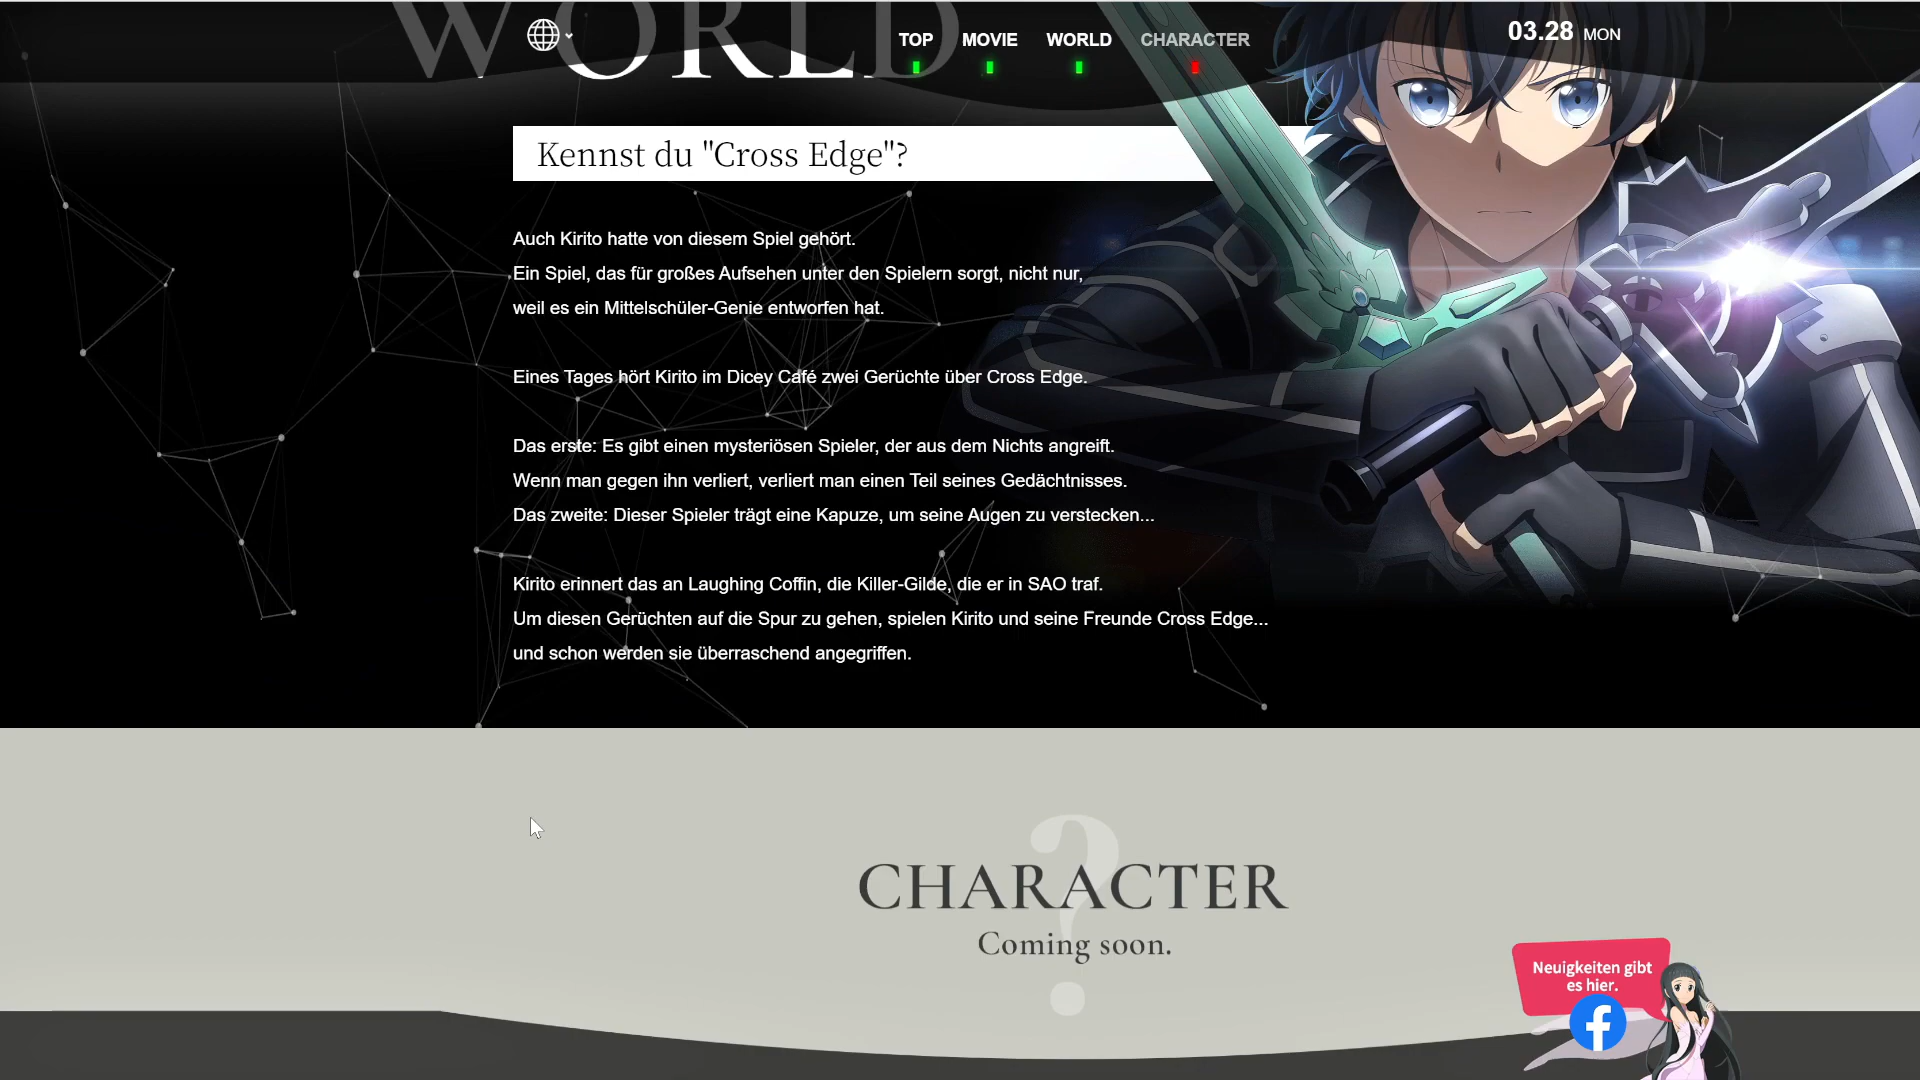 WORLD
TOP MOVIE WORLD CHARACTER
03.28 MON
Kennst du "Cross Edge"?
Auch Kirito hatte von diesem Spiel gehört.
Ein Spiel, das für großes Aufsehen unter den Spielern sorgt, nicht nur,
weil es ein Mittelschüler-Genie entworfen hat.
Eines Tages hört Kirito im Dicey Café zwei Gerüchte über Cross Edge.
Das erste: Es gibt einen mysteriösen Spieler, der aus dem Nichts angreift.
Wenn man gegen ihn verliert, verliert man einen Teil seines Gedächtnisses.
Das zweite: Dieser Spieler trägt eine Kapuze, um seine Augen zu verstecken...
Kirito erinnert das an Laughing Coffin, die Killer-Gilde, die er in SAO traf.
Um diesen Gerüchten auf die Spur zu gehen, spielen Kirito und seine Freunde Cross Edge...
und schon werden sie überraschend angegriffen.
?
CHARACTER
Coming soon.
Neuigkeiten gibt
es hier.